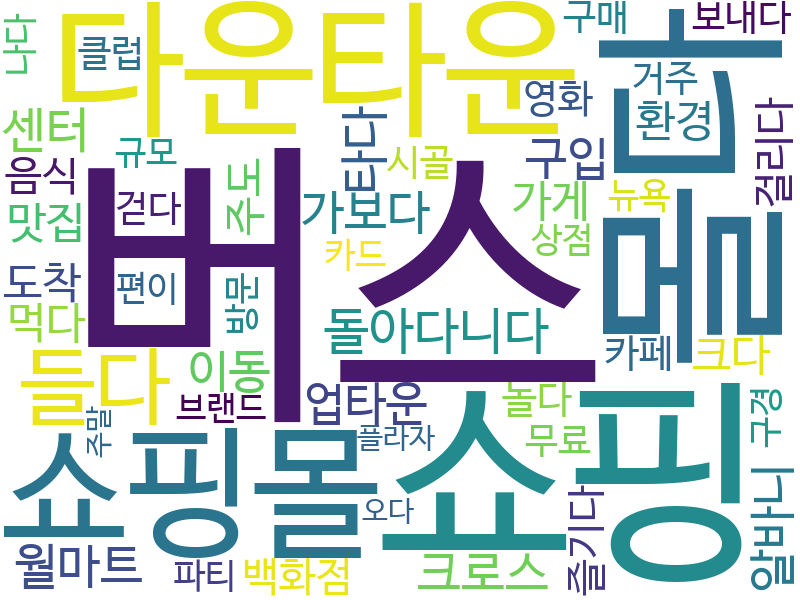 다운타운
버스
쇼핑
쇼핑몰
몰다
들다
나다
클럽
구매
보내다
영화
거주
환경
센터
규모
타다
시골
구입
걸리다
음식
걷다
주도
가보다
가게
뉴욕
맛집
카드
상점
도착
편이
방문
먹다
돌아다니다
카페
크다
이동
브랜드
업타운
놀다
구경
주말
플라자
무료
오다
즐기다
알바니
월마트
파티
백화점
크로스